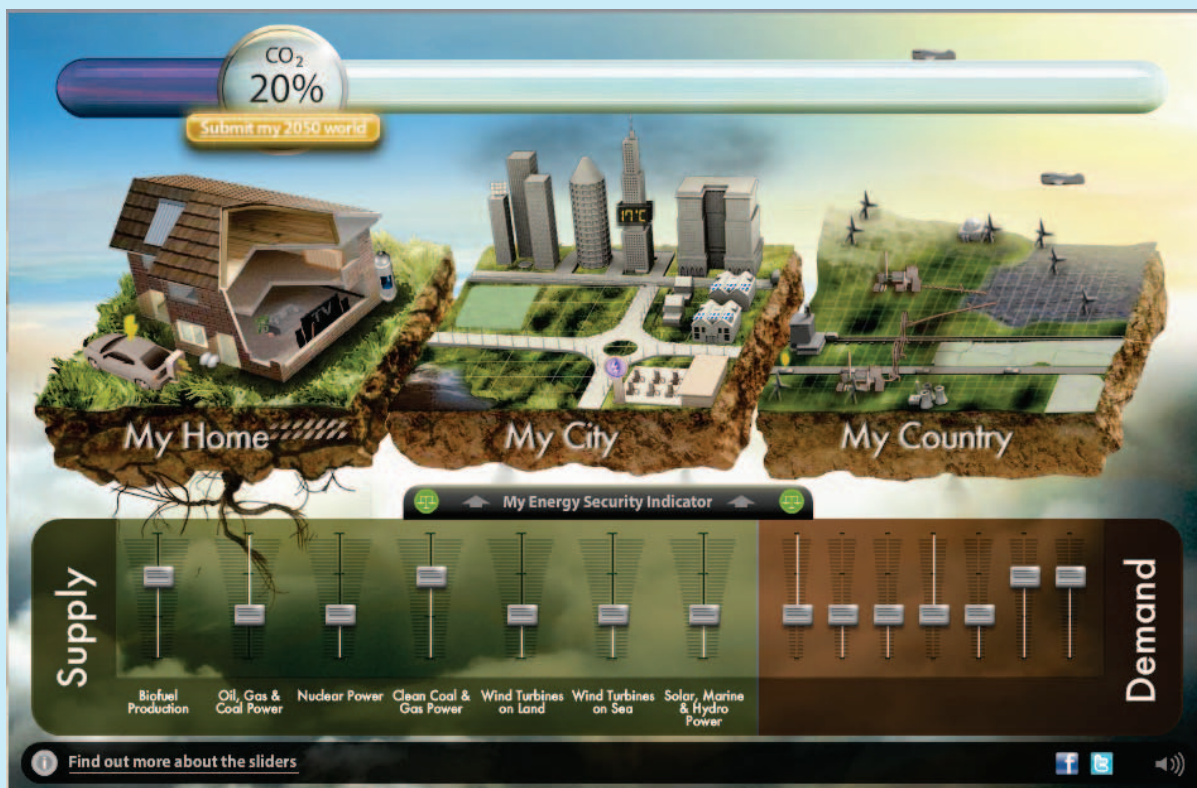 CO₂
20%
Submit my 2050 world
17°C
TV
My Home
My City
My Country
My Energy Security Indicator
Supply
Biofuel
Production
Oil, Gas &
Coal Power
Nuclear Power
Clean Coal &
Gas Power
Wind Turbines
on Land
Wind Turbines
on Sea
Solar, Marine
& Hydro
Power
Demand
i
Find out more about the sliders
f
t